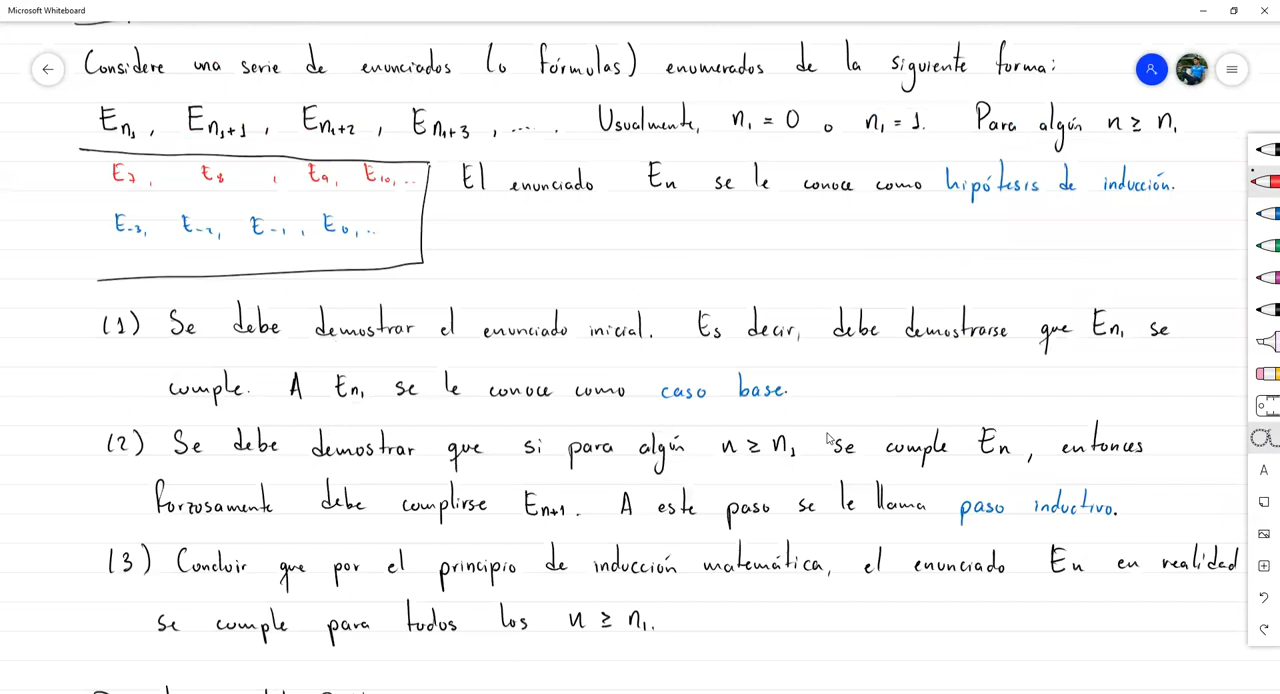 Microsoft Whiteboard
Considere una serie de enunciados (o fórmulas) enumerados de la siguiente forma:
En₁, En₁+1, En₁+2, En₁+3, .... Usualmente, n₁ = 0 o n₁ = 1. Para algún n ≥ n₁
E₇, E₈, E₉, E₁₀, .. El enunciado En se le conoce como hipótesis de inducción.
E₋₃, E₋₂, E₋₁, E₀, ..
(1) Se debe demostrar el enunciado inicial. Es decir, debe demostrarse que En₁ se
cumple. A En₁ se le conoce como caso base.
(2) Se debe demostrar que si para algún n ≥ n₁ se cumple En, entonces
forzosamente debe cumplirse En+1. A este paso se le llama paso inductivo.
(3) Concluir que por el principio de inducción matemática, el enunciado En en realidad
se cumple para todos los n ≥ n₁.